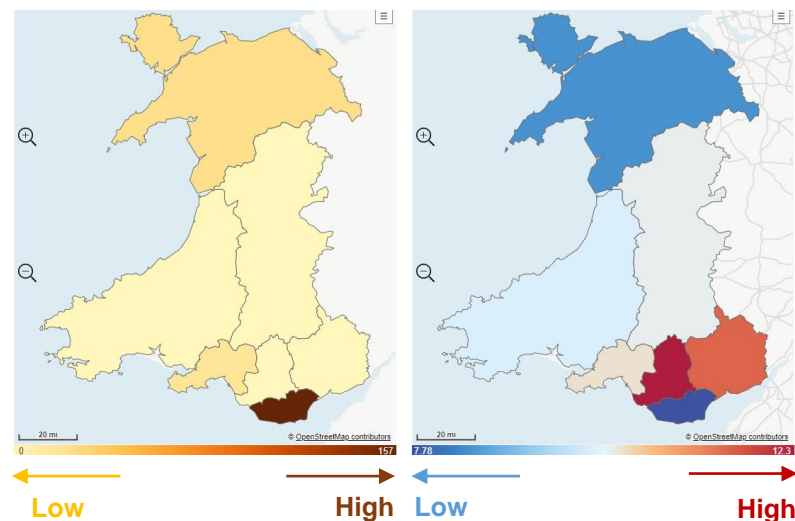 20 mi
© OpenStreetMap contributors
0
157
Low
High
20 mi
© OpenStreetMap contributors
7.78
12.3
Low
High